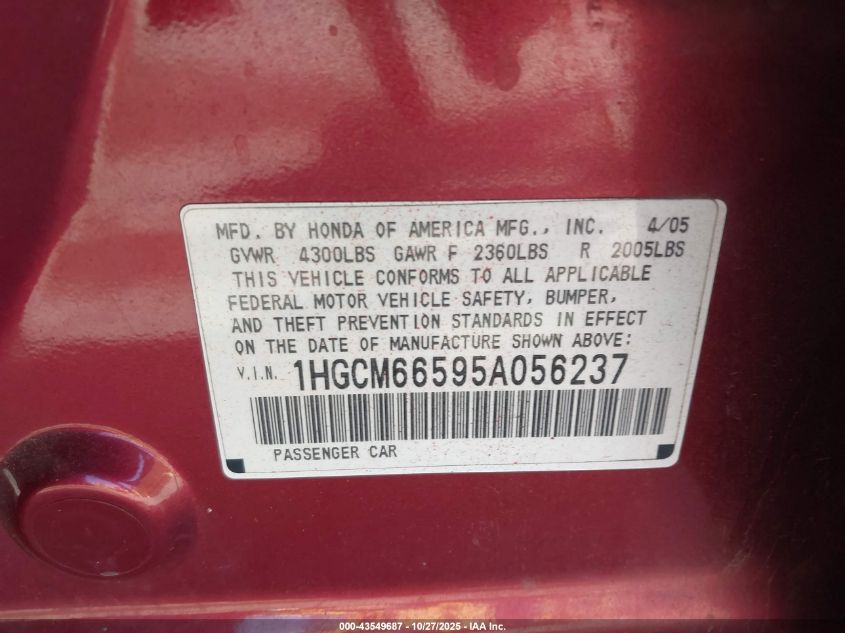 MFD. BY HONDA OF AMERICA MFG., INC. 4/05
GVWR 4300LBS GAWR F 2360LBS R 2005LBS
THIS VEHICLE CONFORMS TO ALL APPLICABLE
FEDERAL MOTOR VEHICLE SAFETY, BUMPER,
AND THEFT PREVENTION STANDARDS IN EFFECT
ON THE DATE OF MANUFACTURE SHOWN ABOVE:
V.I.N. 1HGCM66595A056237
PASSENGER CAR
000-43549687 - 10/27/2025 - IAA Inc.